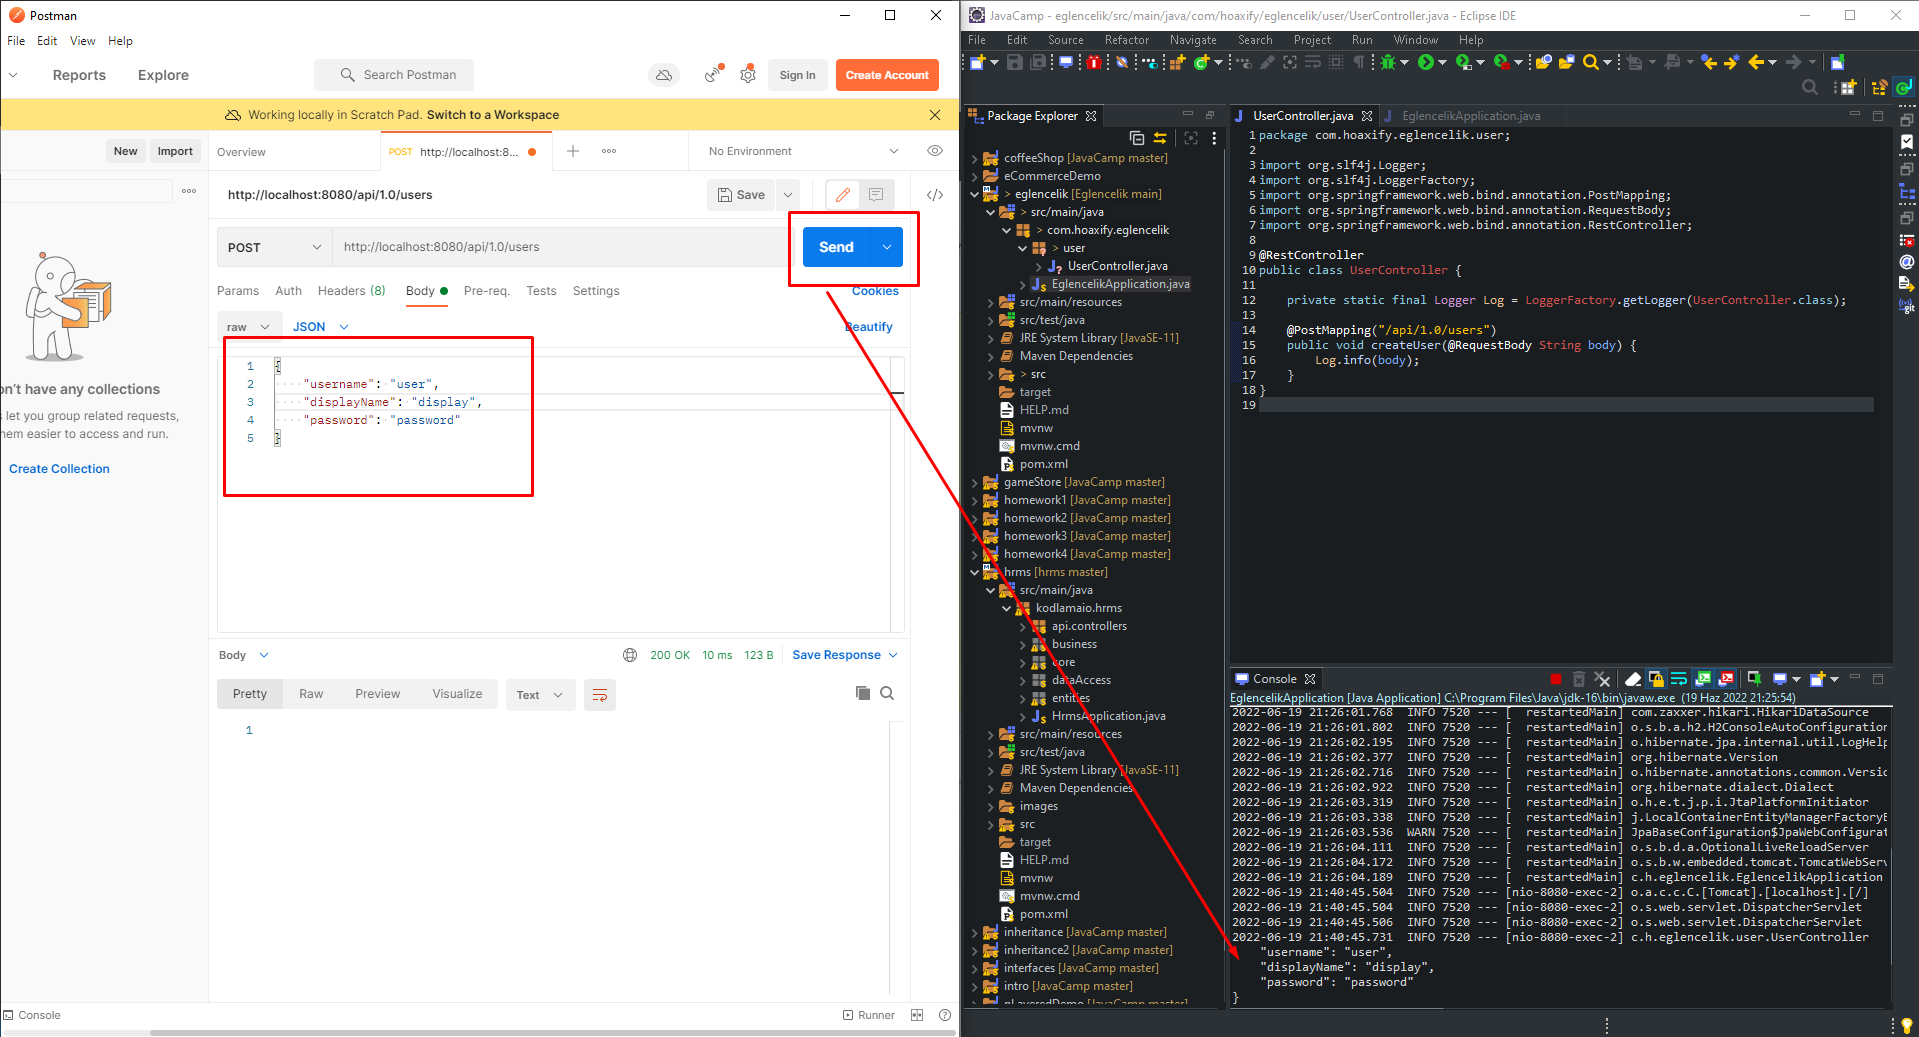 Postman
File Edit View Help
Reports Explore Search Postman Sign In Create Account
Working locally in Scratch Pad. Switch to a Workspace
New Import Overview POST http://localhost:8... No Environment
http://localhost:8080/api/1.0/users Save
POST http://localhost:8080/api/1.0/users Send
Params Auth Headers (8) Body Pre-req. Tests Settings Cookies
raw JSON Beautify
1 {
2 "username": "user",
3 "displayName": "display",
4 "password": "password"
5 }
on't have any collections
s let you group related requests,
hem easier to access and run.
Create Collection
Body 200 OK 10 ms 123 B Save Response
Pretty Raw Preview Visualize Text
1
Console Runner
JavaCamp - eglencelik/src/main/java/com/hoaxify/eglencelik/user/UserController.java - Eclipse IDE
File Edit Source Refactor Navigate Search Project Run Window Help
Package Explorer
coffeeShop [JavaCamp master]
eCommerceDemo
> eglencelik [Eglencelik main]
> src/main/java
> com.hoaxify.eglencelik
> user
UserController.java
EglencelikApplication.java
src/main/resources
src/test/java
JRE System Library [JavaSE-11]
Maven Dependencies
> src
target
HELP.md
mvnw
mvnw.cmd
pom.xml
gameStore [JavaCamp master]
homework1 [JavaCamp master]
homework2 [JavaCamp master]
homework3 [JavaCamp master]
homework4 [JavaCamp master]
hrms [hrms master]
src/main/java
kodlamaio.hrms
api.controllers
business
core
dataAccess
entities
HrmsApplication.java
src/main/resources
src/test/java
JRE System Library [JavaSE-11]
Maven Dependencies
images
src
target
HELP.md
mvnw
mvnw.cmd
pom.xml
inheritance [JavaCamp master]
inheritance2 [JavaCamp master]
interfaces [JavaCamp master]
intro [JavaCamp master]
nLayeredDemo [JavaCamp master]
UserController.java EglencelikApplication.java
1 package com.hoaxify.eglencelik.user;
2
3 import org.slf4j.Logger;
4 import org.slf4j.LoggerFactory;
5 import org.springframework.web.bind.annotation.PostMapping;
6 import org.springframework.web.bind.annotation.RequestBody;
7 import org.springframework.web.bind.annotation.RestController;
8
9 @RestController
10 public class UserController {
11
12 private static final Logger Log = LoggerFactory.getLogger(UserController.class);
13
14 @PostMapping("/api/1.0/users")
15 public void createUser(@RequestBody String body) {
16 Log.info(body);
17 }
18 }
19
Console
EglencelikApplication [Java Application] C:\Program Files\Java\jdk-16\bin\javaw.exe (19 Haz 2022 21:25:54)
2022-06-19 21:26:01.768 INFO 7520 --- [ restartedMain] com.zaxxer.hikari.HikariDataSource
2022-06-19 21:26:01.802 INFO 7520 --- [ restartedMain] o.s.b.a.h2.H2ConsoleAutoConfiguration
2022-06-19 21:26:02.195 INFO 7520 --- [ restartedMain] o.hibernate.jpa.internal.util.LogHelp
2022-06-19 21:26:02.377 INFO 7520 --- [ restartedMain] org.hibernate.Version
2022-06-19 21:26:02.716 INFO 7520 --- [ restartedMain] o.hibernate.annotations.common.Versio
2022-06-19 21:26:02.922 INFO 7520 --- [ restartedMain] org.hibernate.dialect.Dialect
2022-06-19 21:26:03.319 INFO 7520 --- [ restartedMain] o.h.e.t.j.p.i.JtaPlatformInitiator
2022-06-19 21:26:03.338 INFO 7520 --- [ restartedMain] j.LocalContainerEntityManagerFactoryB
2022-06-19 21:26:03.536 WARN 7520 --- [ restartedMain] JpaBaseConfiguration$JpaWebConfigurat
2022-06-19 21:26:04.111 INFO 7520 --- [ restartedMain] o.s.b.d.a.OptionalLiveReloadServer
2022-06-19 21:26:04.172 INFO 7520 --- [ restartedMain] o.s.b.w.embedded.tomcat.TomcatWebServ
2022-06-19 21:26:04.189 INFO 7520 --- [ restartedMain] c.h.eglencelik.EglencelikApplication
2022-06-19 21:40:45.504 INFO 7520 --- [nio-8080-exec-2] o.a.c.c.C.[Tomcat].[localhost].[/]
2022-06-19 21:40:45.504 INFO 7520 --- [nio-8080-exec-2] o.s.web.servlet.DispatcherServlet
2022-06-19 21:40:45.506 INFO 7520 --- [nio-8080-exec-2] o.s.web.servlet.DispatcherServlet
2022-06-19 21:40:45.731 INFO 7520 --- [nio-8080-exec-2] c.h.eglencelik.user.UserController
"username": "user",
"displayName": "display",
"password": "password"
}